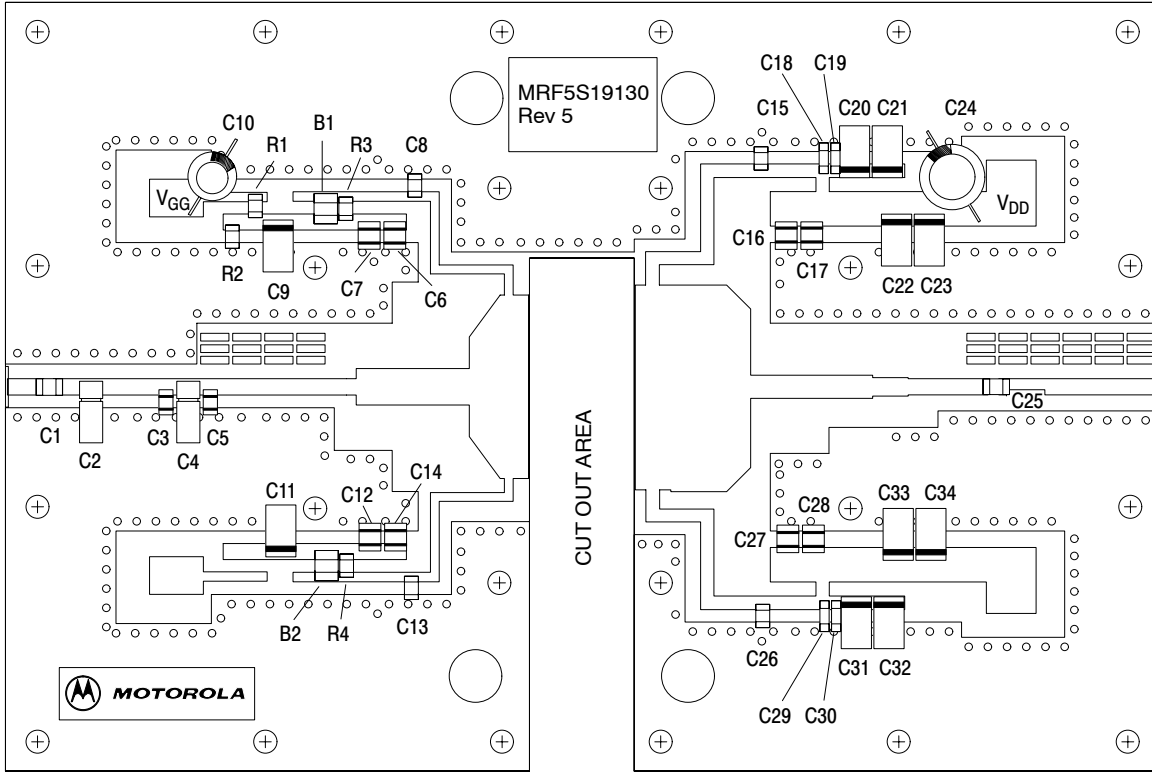 C18 C19
MRF5S19130
Rev 5
C15 C20 C21 C24
C10 B1 C8
R1 R3
VGG VDD
C16
C17
R2 C9 C7 C6 C22 C23
C1 C3 C5 C25
C2 C4
CUT OUT AREA
C11 C12 C14 C28 C33 C34
C27
B2 R4 C13 C26
C31 C32
C29 C30
MOTOROLA